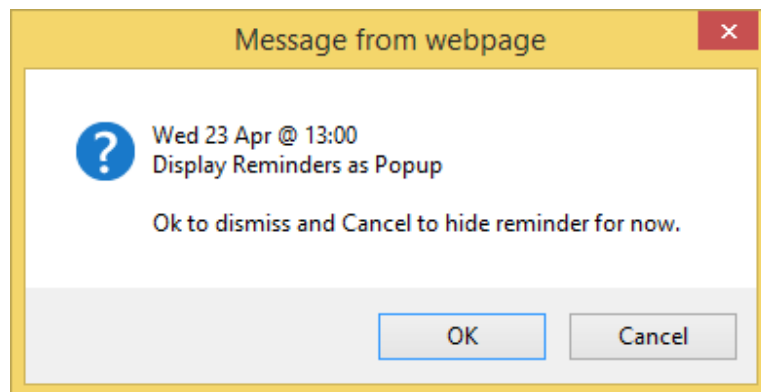 Message from webpage
Wed 23 Apr @ 13:00
Display Reminders as Popup
Ok to dismiss and Cancel to hide reminder for now.
OK
Cancel